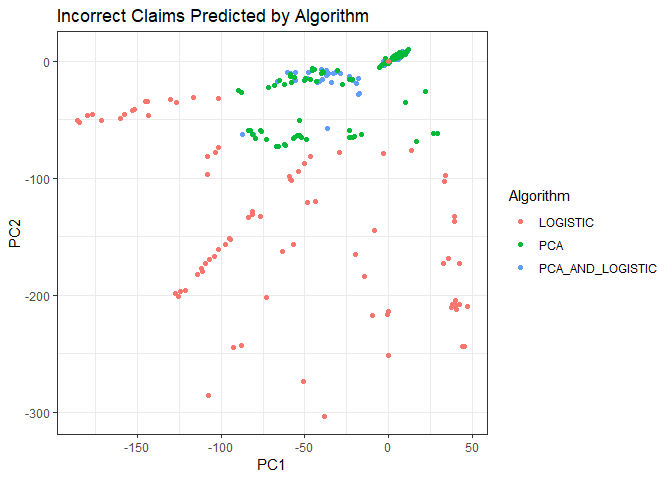 Incorrect Claims Predicted by Algorithm
PC2
0
-100
-200
-300
-150
-100
-50
0
50
PC1
Algorithm
LOGISTIC
PCA
PCA_AND_LOGISTIC